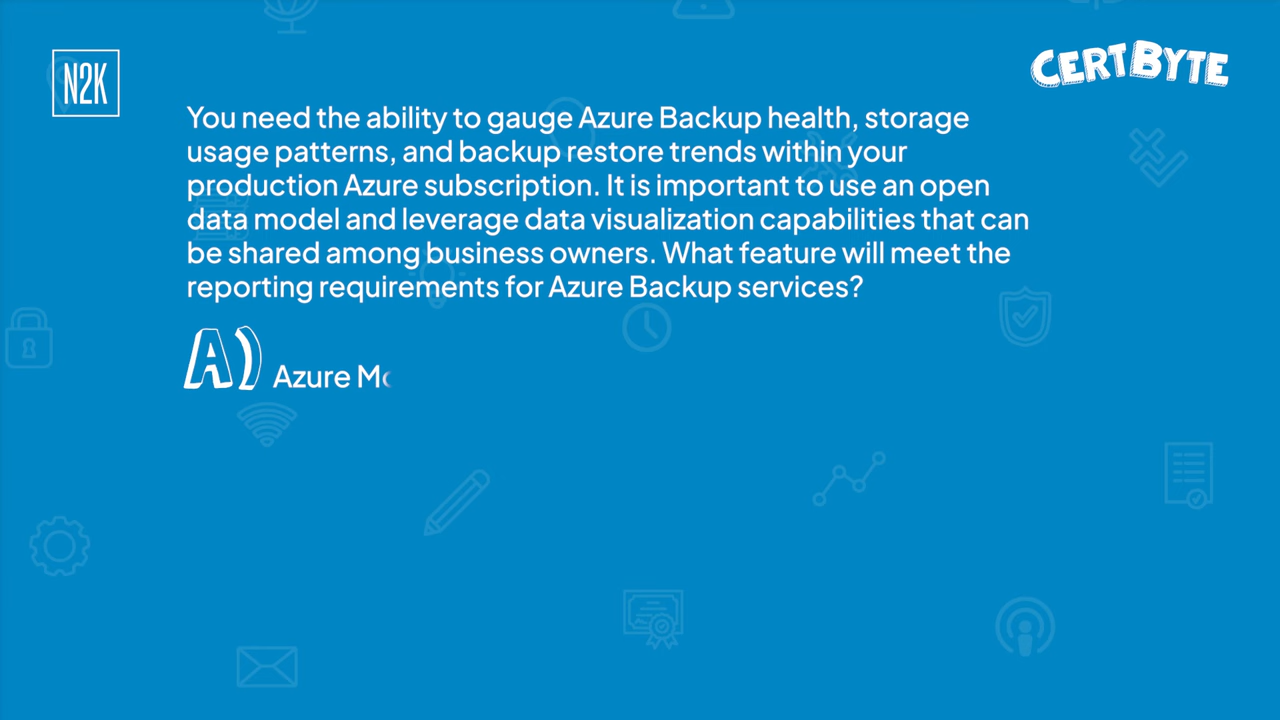 N2K
CERTBYTE
You need the ability to gauge Azure Backup health, storage
usage patterns, and backup restore trends within your
production Azure subscription. It is important to use an open
data model and leverage data visualization capabilities that can
be shared among business owners. What feature will meet the
reporting requirements for Azure Backup services?
A) Azure M